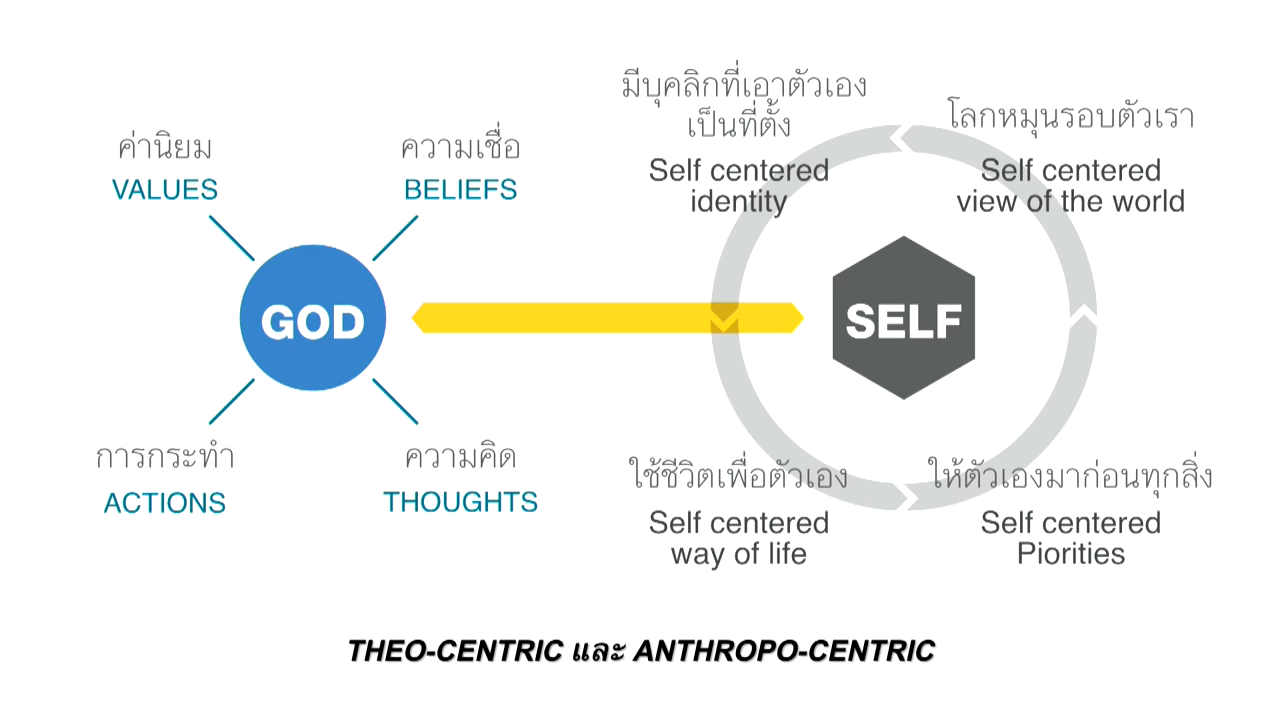 ค่านิยม
VALUES
ความเชื่อ
BELIEFS
GOD
การกระทำ
ACTIONS
ความคิด
THOUGHTS
มีบุคลิกที่เอาตัวเอง
เป็นที่ตั้ง
Self centered
identity
โลกหมุนรอบตัวเรา
Self centered
view of the world
SELF
ใช้ชีวิตเพื่อตัวเอง
Self centered
way of life
ให้ตัวเองมาก่อนทุกสิ่ง
Self centered
Piorities
THEO-CENTRIC และ ANTHROPO-CENTRIC